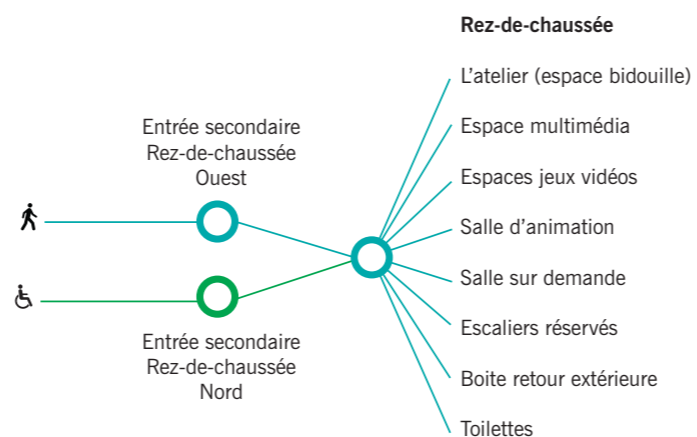 Rez-de-chaussée
L'atelier (espace bidouille)
Espace multimédia
Espaces jeux vidéos
Salle d'animation
Salle sur demande
Escaliers réservés
Boite retour extérieure
Toilettes
Entrée secondaire
Rez-de-chaussée
Ouest
Entrée secondaire
Rez-de-chaussée
Nord